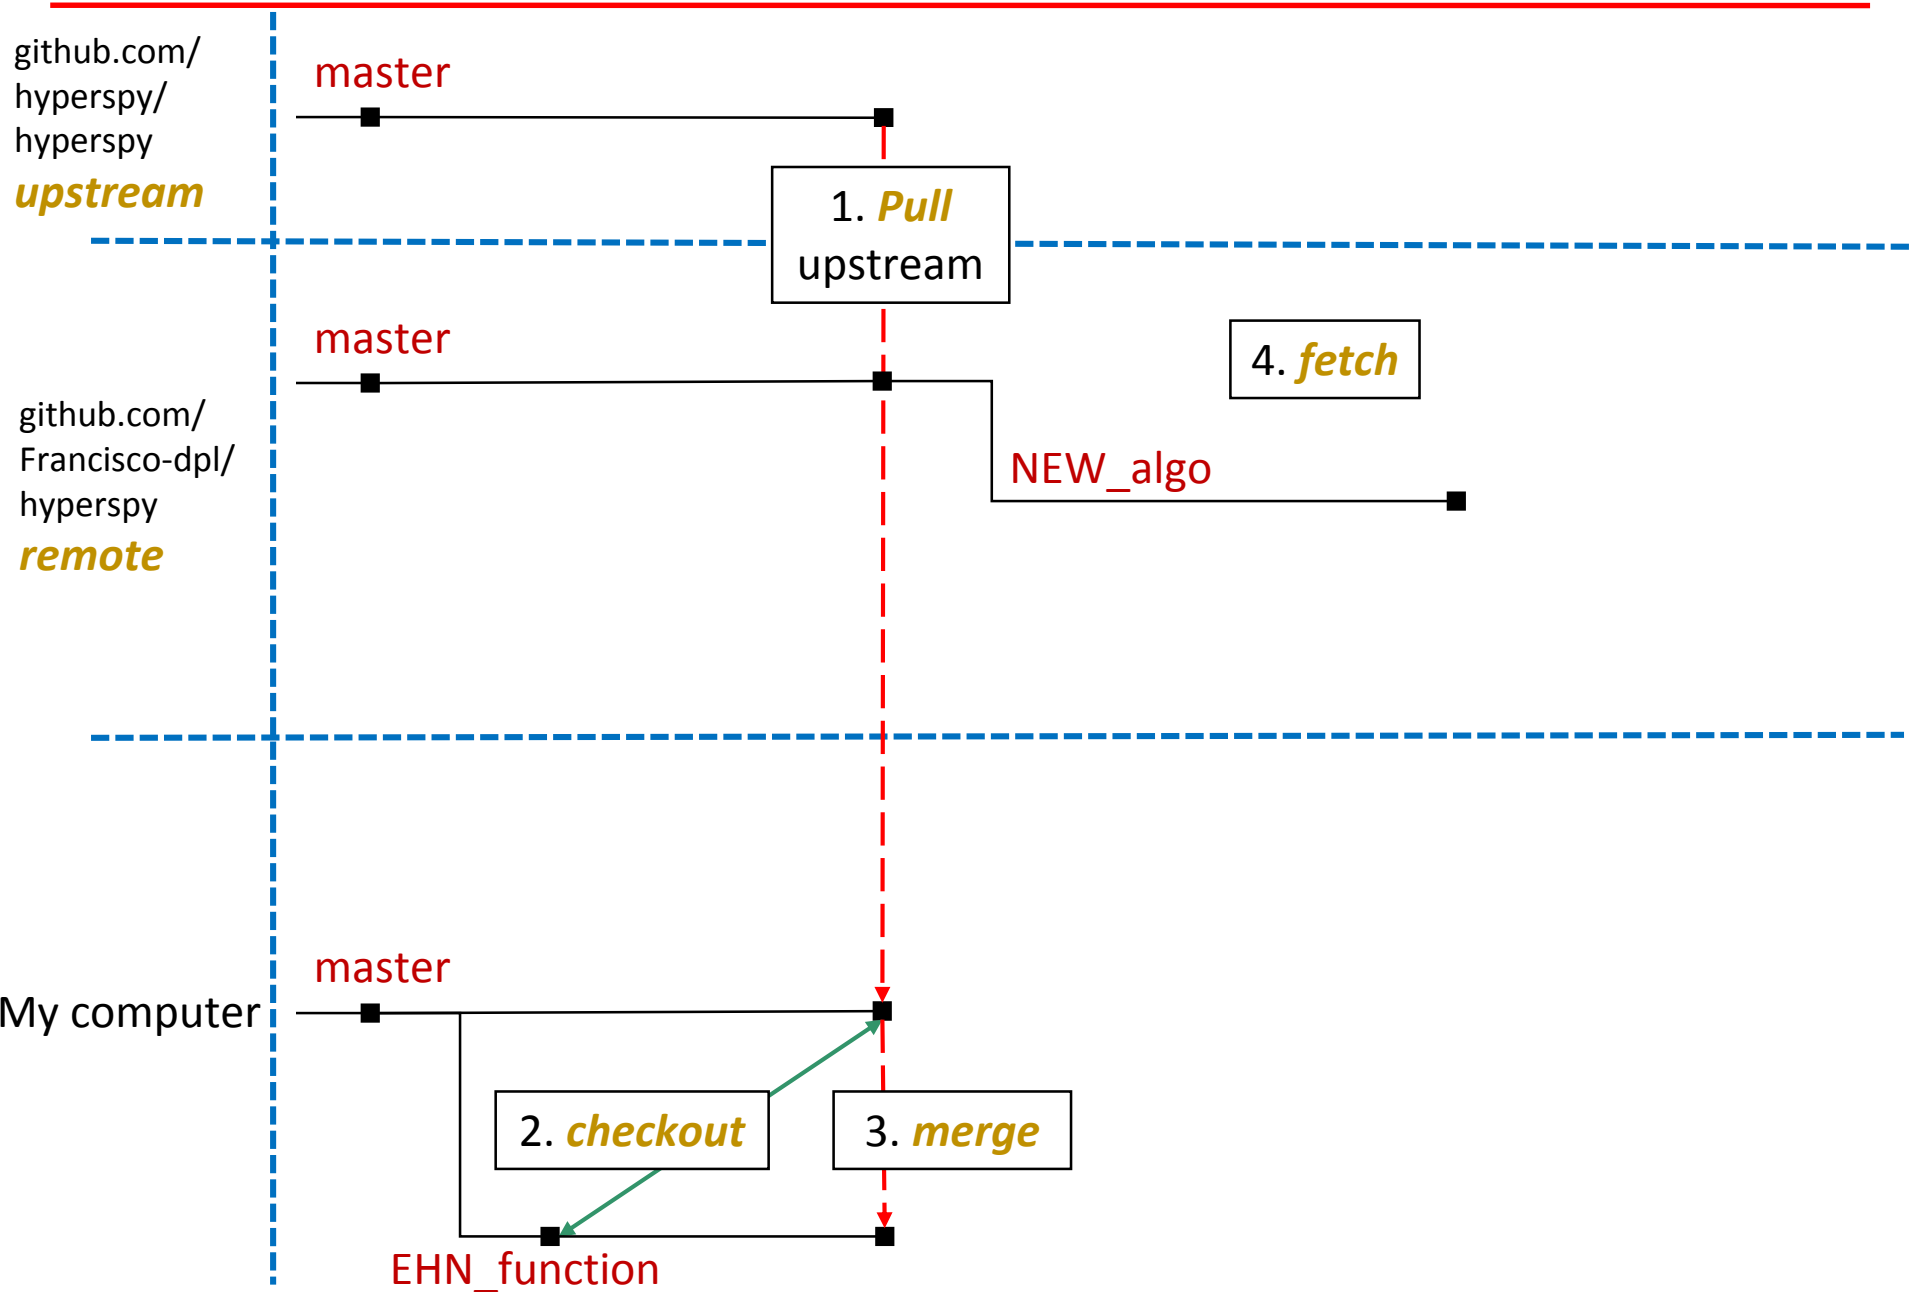 github.com/
hyperspy/
hyperspy
upstream
master
1. Pull
upstream
master
4. fetch
github.com/
Francisco-dpl/
hyperspy
remote
NEW_algo
master
My computer
2. checkout
3. merge
EHN_function